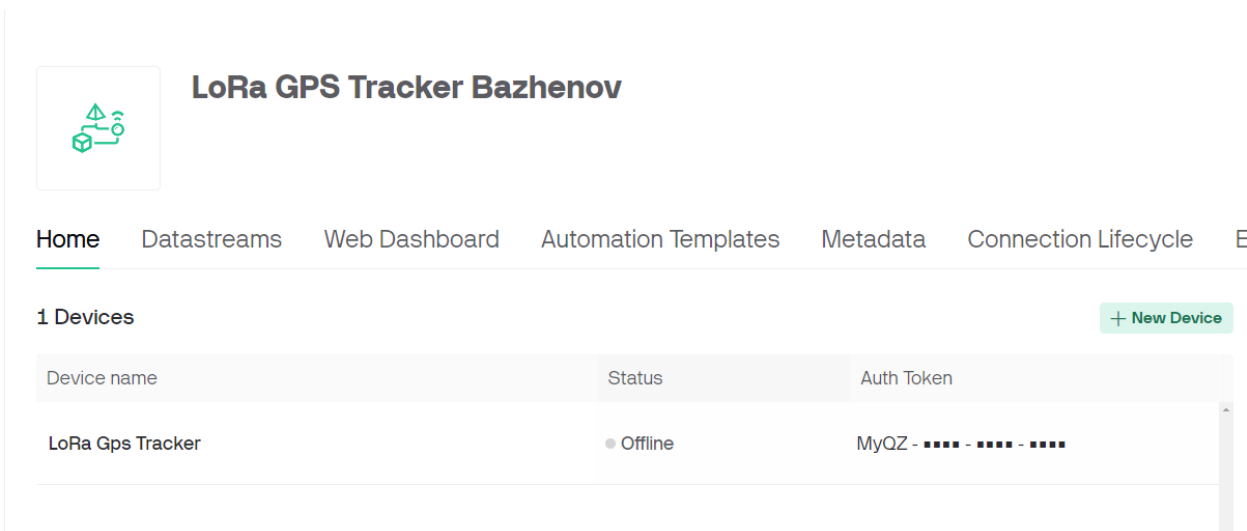 LoRa GPS Tracker Bazhenov
Home Datastreams Web Dashboard Automation Templates Metadata Connection Lifecycle E
1 Devices + New Device
Device name Status Auth Token
LoRa Gps Tracker Offline MyQZ - ▪▪▪▪ - ▪▪▪▪ - ▪▪▪▪